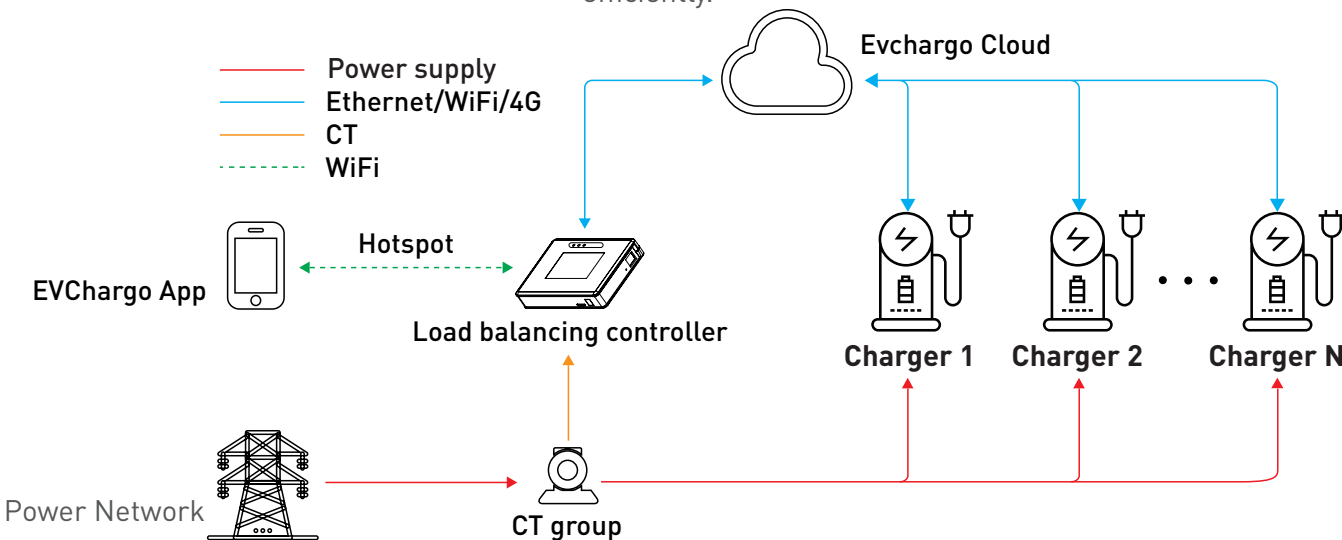 efficiently.
Evchargo Cloud
Power supply
Ethernet/WiFi/4G
CT
WiFi
Hotspot
EVChargo App
Load balancing controller
Charger 1
Charger 2
Charger N
Power Network
CT group